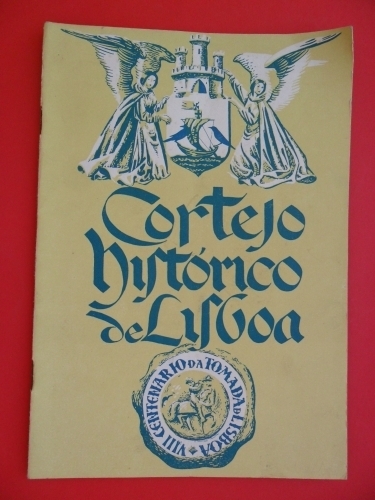 Cortejo
Histórico
de Lisboa
VIII CENTENARIO DA TOMADA DE LISBOA